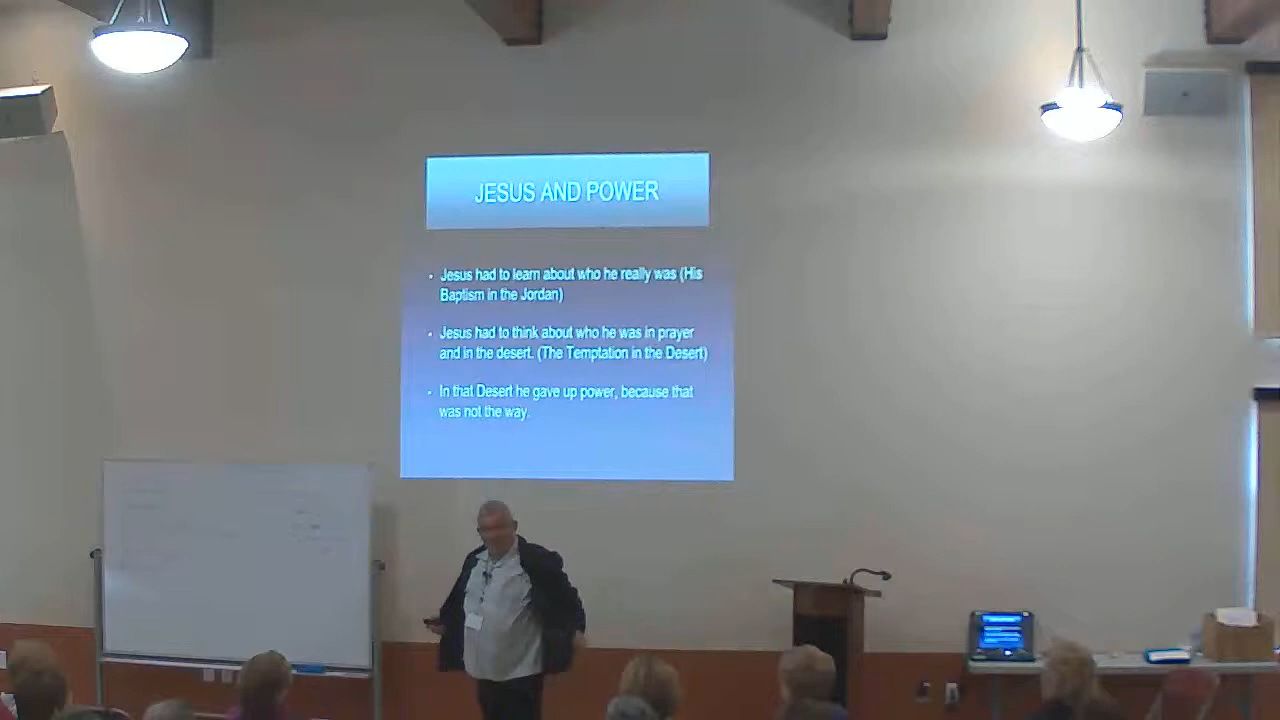 JESUS AND POWER
• Jesus had to learn about who he really was (His
Baptism in the Jordan)
• Jesus had to think about who he was in prayer
and in the desert. (The Temptation in the Desert)
• In that Desert he gave up power, because that
was not the way.